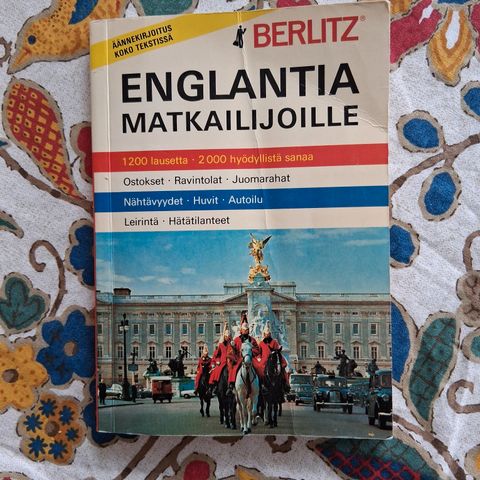 ÄÄNNEKIRJOITUS
KOKO TEKSTISSÄ
BERLITZ®
ENGLANTIA
MATKAILIJOILLE
1200 lausetta · 2000 hyödyllistä sanaa
Ostokset · Ravintolat · Juomarahat
Nähtävyydet · Huvit · Autoilu
Leirintä · Hätätilanteet